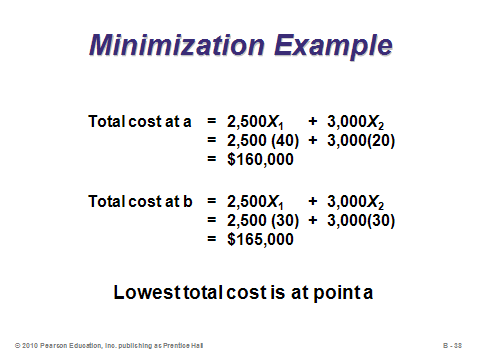 Minimization Example
Total cost at a = 2,500X₁ + 3,000X₂
= 2,500 (40) + 3,000(20)
= $160,000
Total cost at b = 2,500X₁ + 3,000X₂
= 2,500 (30) + 3,000(30)
= $165,000
Lowest total cost is at point a
© 2010 Pearson Education, Inc. publishing as Prentice Hall B - 38